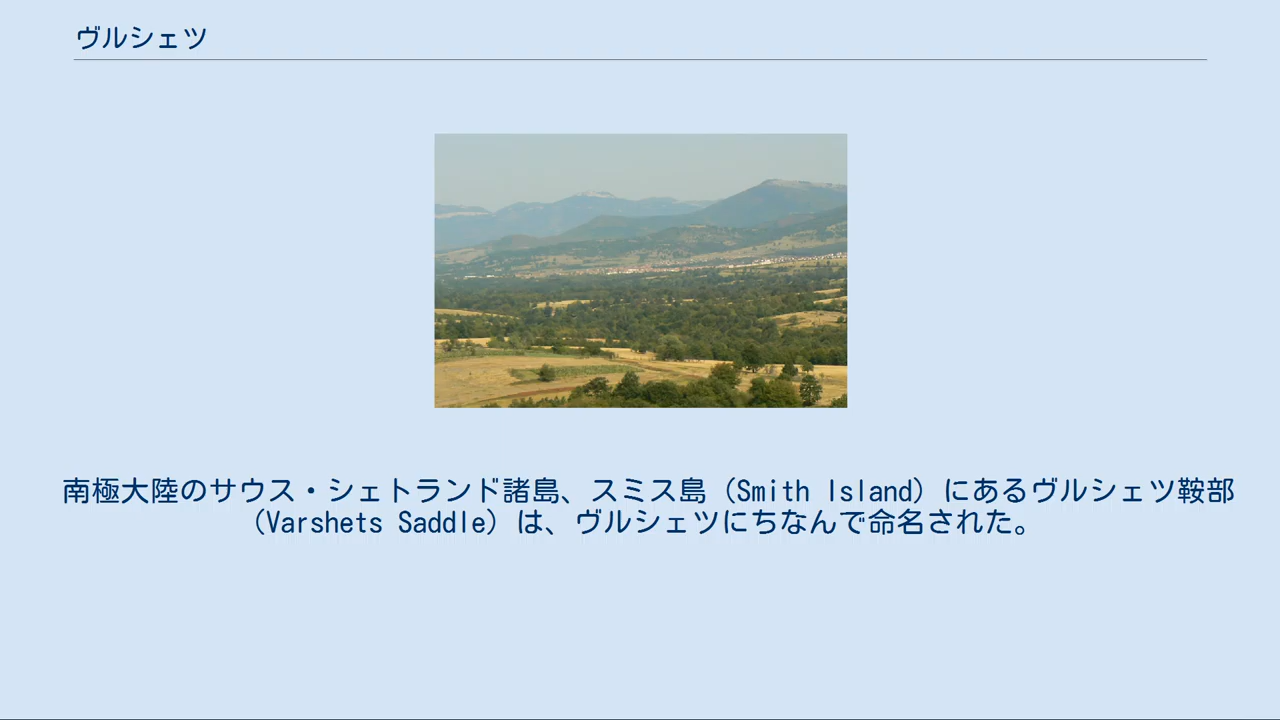 ヴルシェツ
南極大陸のサウス・シェトランド諸島、スミス島（Smith Island）にあるヴルシェツ鞍部
（Varshets Saddle）は、ヴルシェツにちなんで命名された。